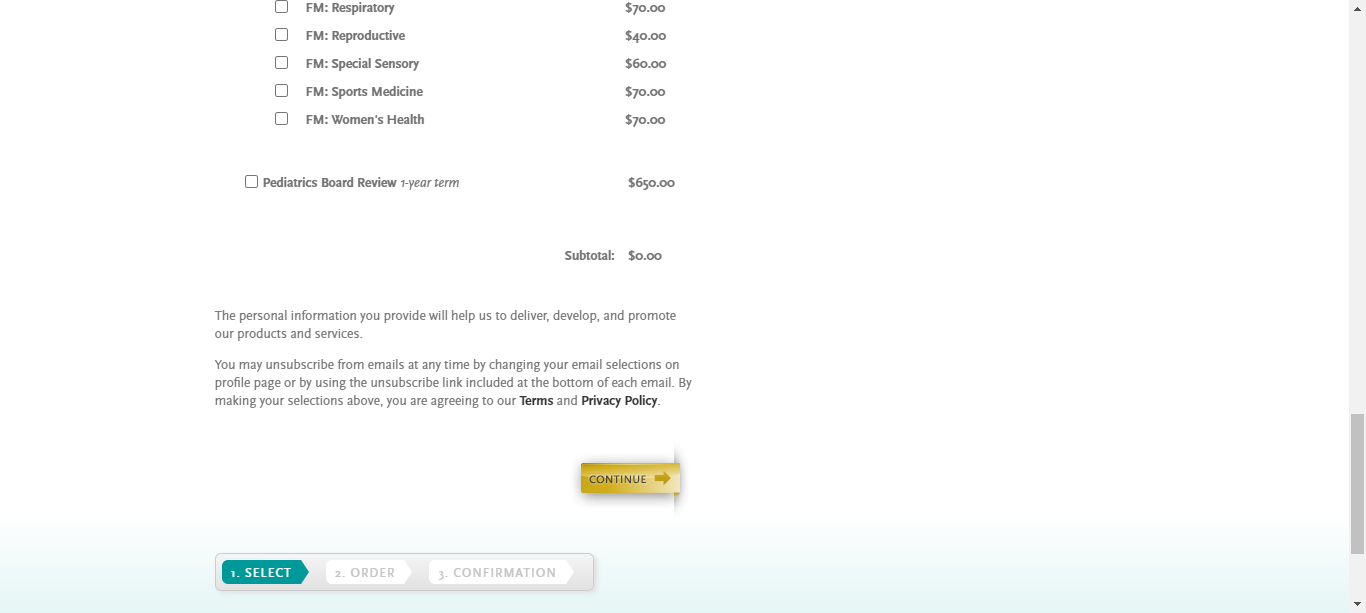 FM: Respiratory $70.00
FM: Reproductive $40.00
FM: Special Sensory $60.00
FM: Sports Medicine $70.00
FM: Women's Health $70.00
Pediatrics Board Review 1-year term $650.00
Subtotal: $0.00
The personal information you provide will help us to deliver, develop, and promote
our products and services.
You may unsubscribe from emails at any time by changing your email selections on
profile page or by using the unsubscribe link included at the bottom of each email. By
making your selections above, you are agreeing to our Terms and Privacy Policy.
CONTINUE
1. SELECT 2. ORDER 3. CONFIRMATION